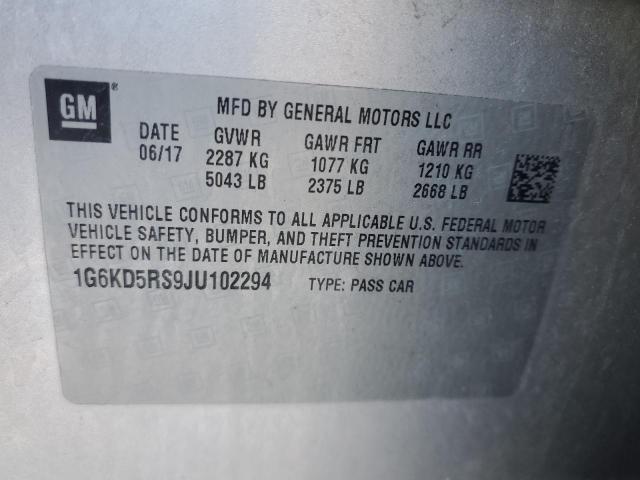 GM®
MFD BY GENERAL MOTORS LLC
DATE GVWR GAWR FRT GAWR RR
06/17 2287 KG 1077 KG 1210 KG
5043 LB 2375 LB 2668 LB
THIS VEHICLE CONFORMS TO ALL APPLICABLE U.S. FEDERAL MOTOR
VEHICLE SAFETY, BUMPER, AND THEFT PREVENTION STANDARDS IN
EFFECT ON THE DATE OF MANUFACTURE SHOWN ABOVE.
1G6KD5RS9JU102294 TYPE: PASS CAR